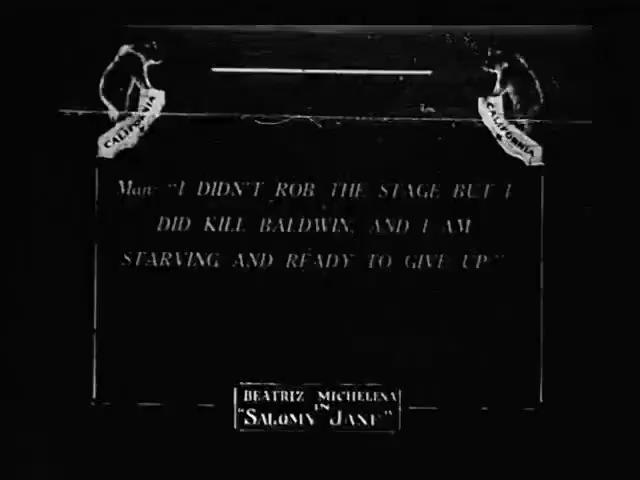 CALIFORNIA
CALIFORNIA
Man- "I DIDN'T ROB THE STAGE BUT I
DID KILL BALDWIN, AND I AM
STARVING AND READY TO GIVE UP."
BEATRIZ MICHELENA
IN
"SALOMY JANE"